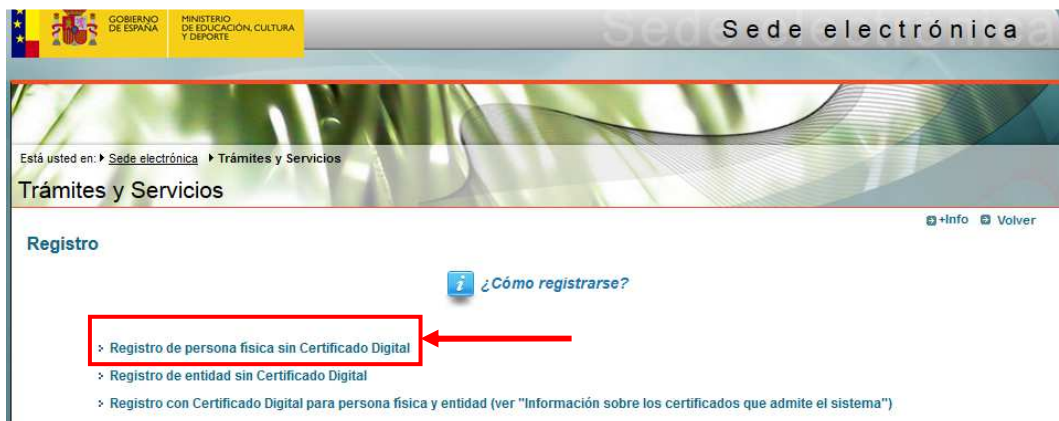 GOBIERNO
DE ESPAÑA
MINISTERIO
DE EDUCACIÓN, CULTURA
Y DEPORTE
Sede electrónica
Sede electrónica
Está usted en: Sede electrónica Trámites y Servicios
Trámites y Servicios
+Info Volver
Registro
i ¿Cómo registrarse?
Registro de persona física sin Certificado Digital
Registro de entidad sin Certificado Digital
Registro con Certificado Digital para persona física y entidad (ver "Información sobre los certificados que admite el sistema")